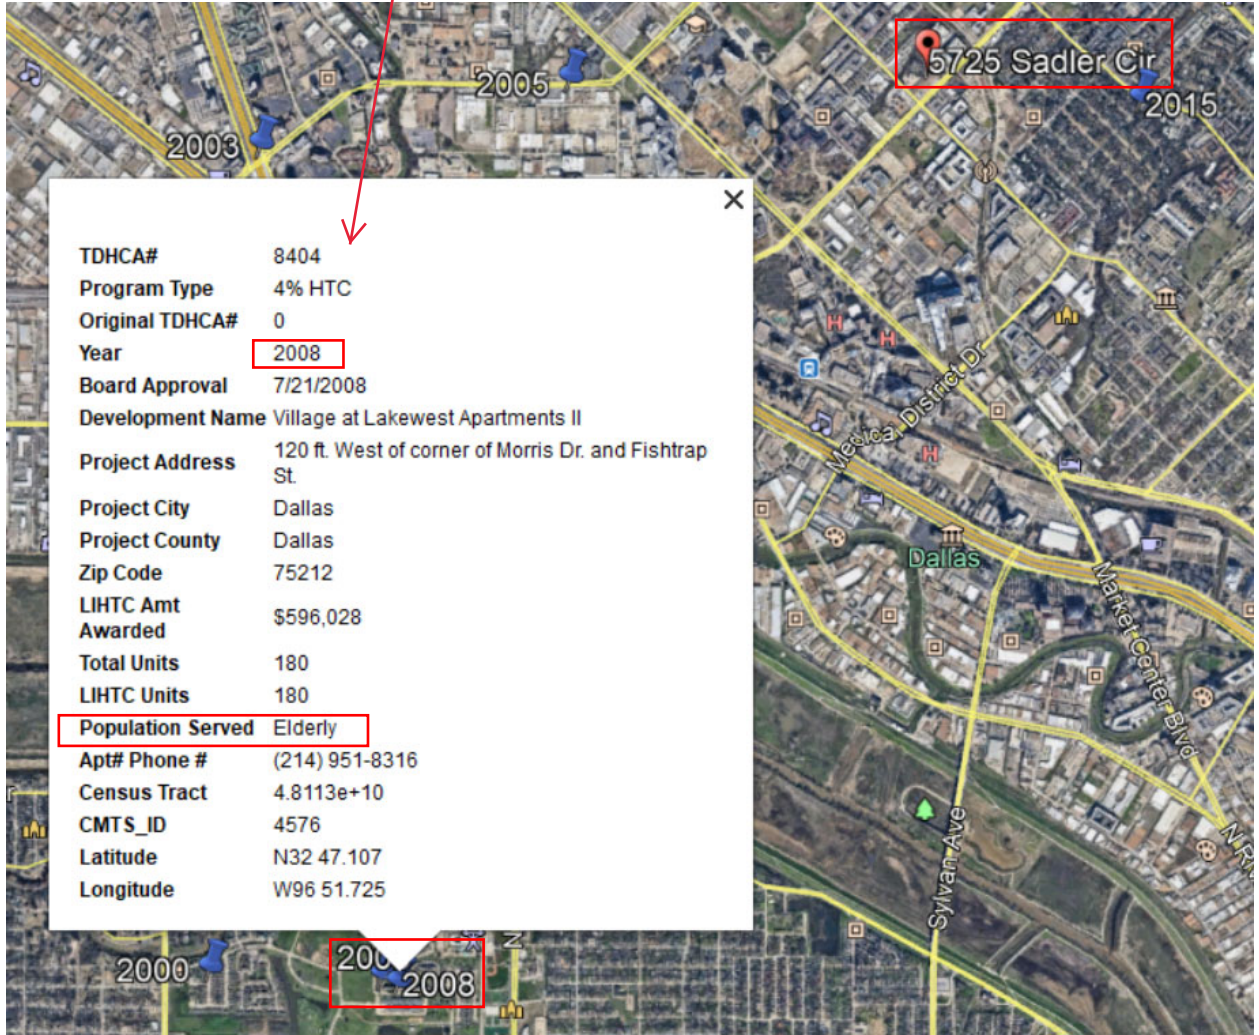 5725 Sadler Cir
2005
2015
2003
TDHCA# 8404
Program Type 4% HTC
Original TDHCA# 0
Year 2008
Board Approval 7/21/2008
Development Name Village at Lakewest Apartments II
Project Address 120 ft. West of corner of Morris Dr. and Fishtrap
St.
Project City Dallas
Project County Dallas
Zip Code 75212
LIHTC Amt
Awarded $596,028
Total Units 180
LIHTC Units 180
Population Served Elderly
Apt# Phone # (214) 951-8316
Census Tract 4.8113e+10
CMTS_ID 4576
Latitude N32 47.107
Longitude W96 51.725
H
H
Medical District Dr
H
Dallas
Market Center Blvd
Sylvan Ave
2000
2008